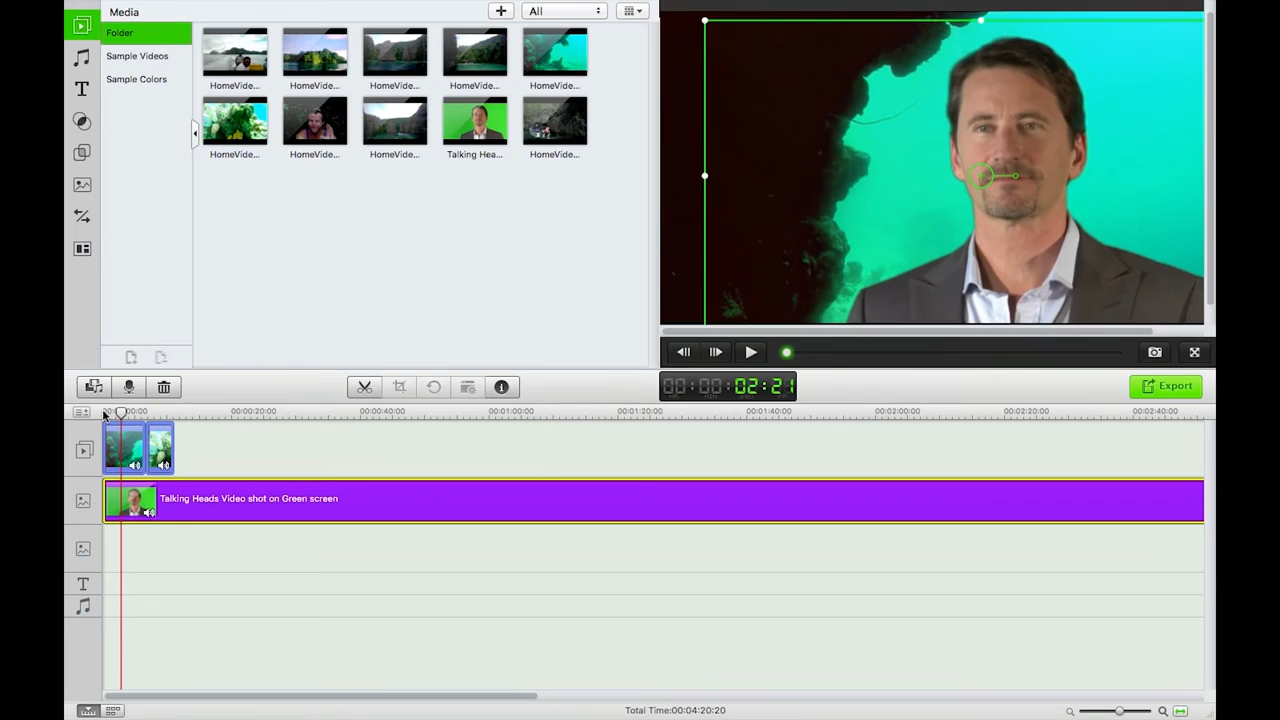 Media
All
Folder
Sample Videos
Sample Colors
HomeVide...
HomeVide...
HomeVide...
HomeVide...
HomeVide...
HomeVide...
HomeVide...
HomeVide...
Talking Hea...
HomeVide...
00:00:02:21
Export
00:00:20
00:00:40:00
00:01:00:00
00:01:20:00
00:01:40:00
00:02:00:00
00:02:20:00
00:02:40:00
Talking Heads Video shot on Green screen
T
Total Time:00:04:20:20